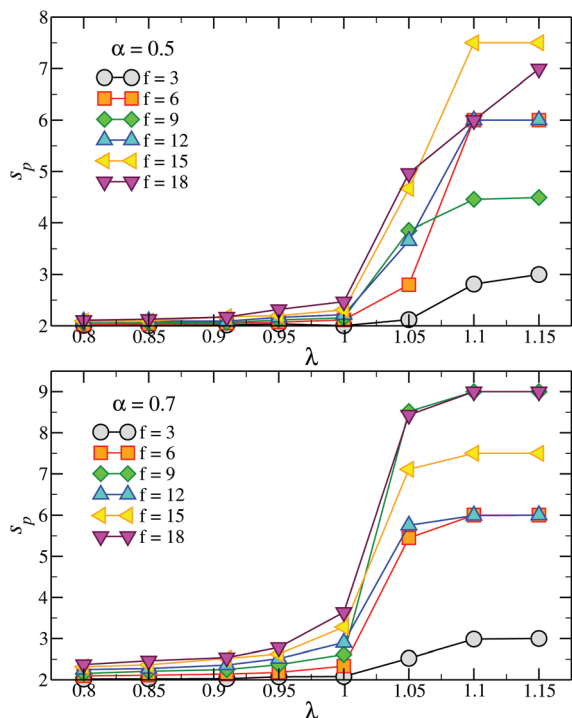 8
7
6
5
4
3
2
s_p
α = 0.5
f = 3
f = 6
f = 9
f = 12
f = 15
f = 18
0.8 0.85 0.9 0.95 1 1.05 1.1 1.15
λ
9
8
7
6
5
4
3
2
s_p
α = 0.7
f = 3
f = 6
f = 9
f = 12
f = 15
f = 18
0.8 0.85 0.9 0.95 1 1.05 1.1 1.15
λ